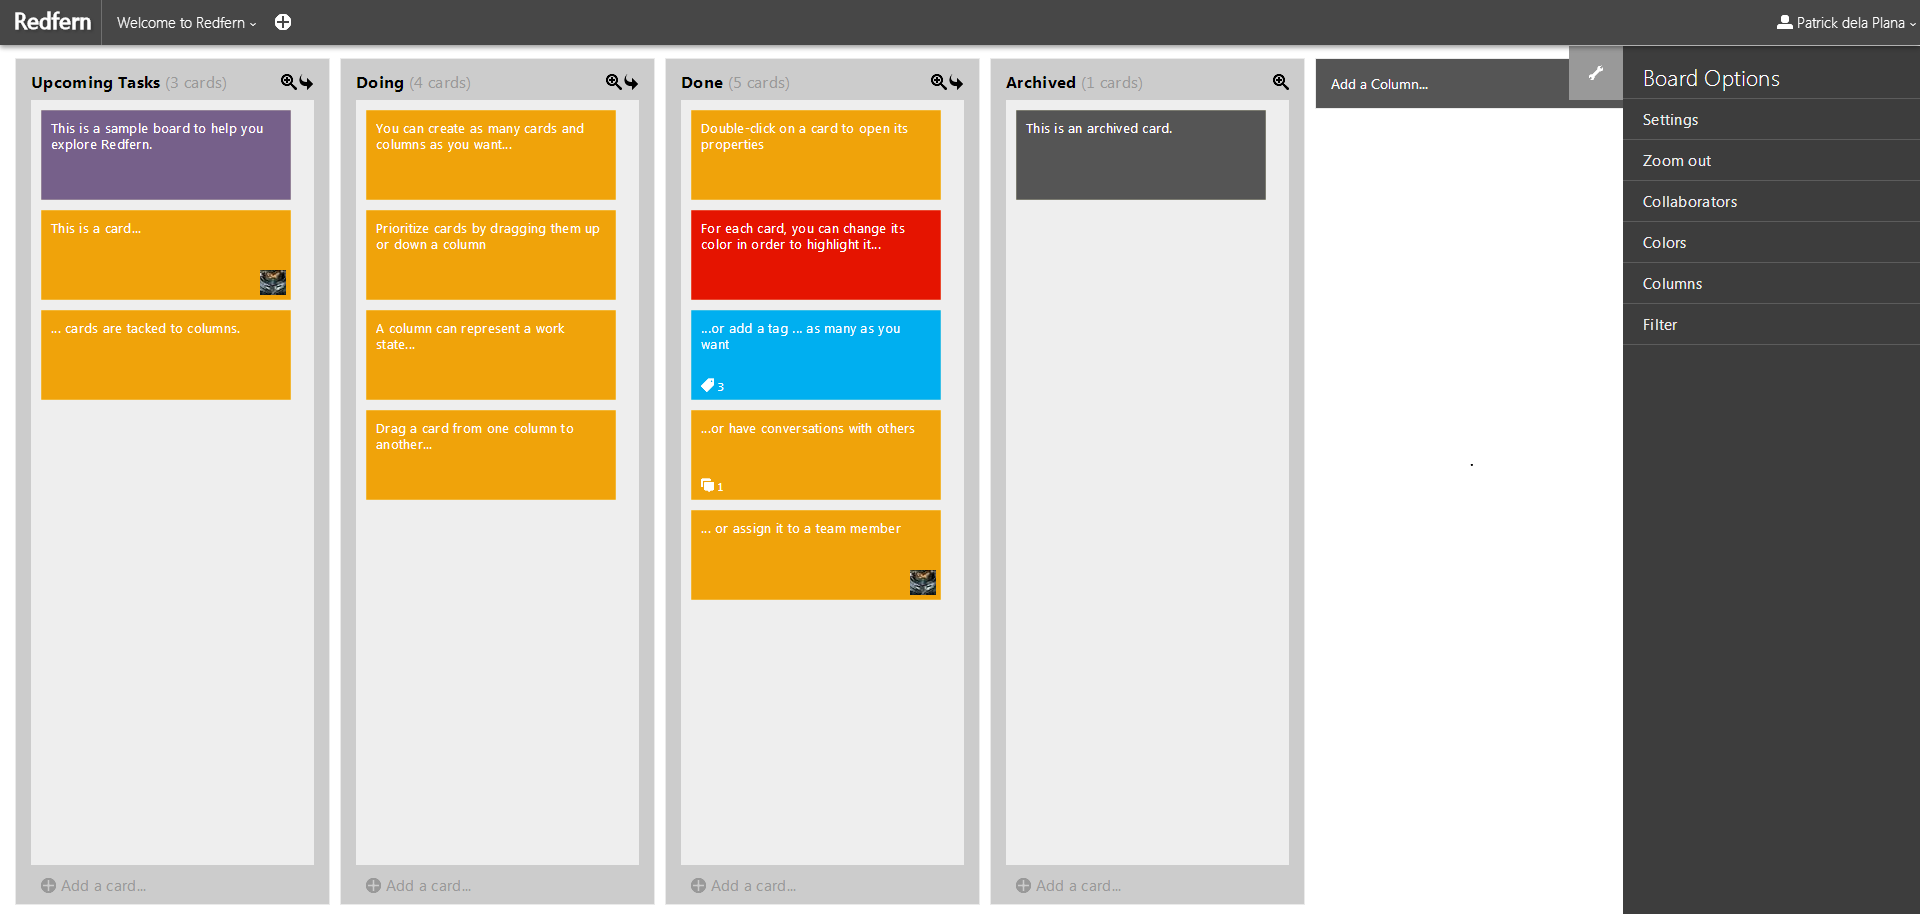 Redfern
Welcome to Redfern
Patrick dela Plana
Upcoming Tasks (3 cards)
This is a sample board to help you
explore Redfern.
This is a card...
... cards are tacked to columns.
Add a card...
Doing (4 cards)
You can create as many cards and
columns as you want...
Prioritize cards by dragging them up
or down a column
A column can represent a work
state...
Drag a card from one column to
another...
Add a card...
Done (5 cards)
Double-click on a card to open its
properties
For each card, you can change its
color in order to highlight it...
...or add a tag ... as many as you
want
3
...or have conversations with others
1
... or assign it to a team member
Add a card...
Archived (1 cards)
This is an archived card.
Add a card...
Add a Column...
Board Options
Settings
Zoom out
Collaborators
Colors
Columns
Filter